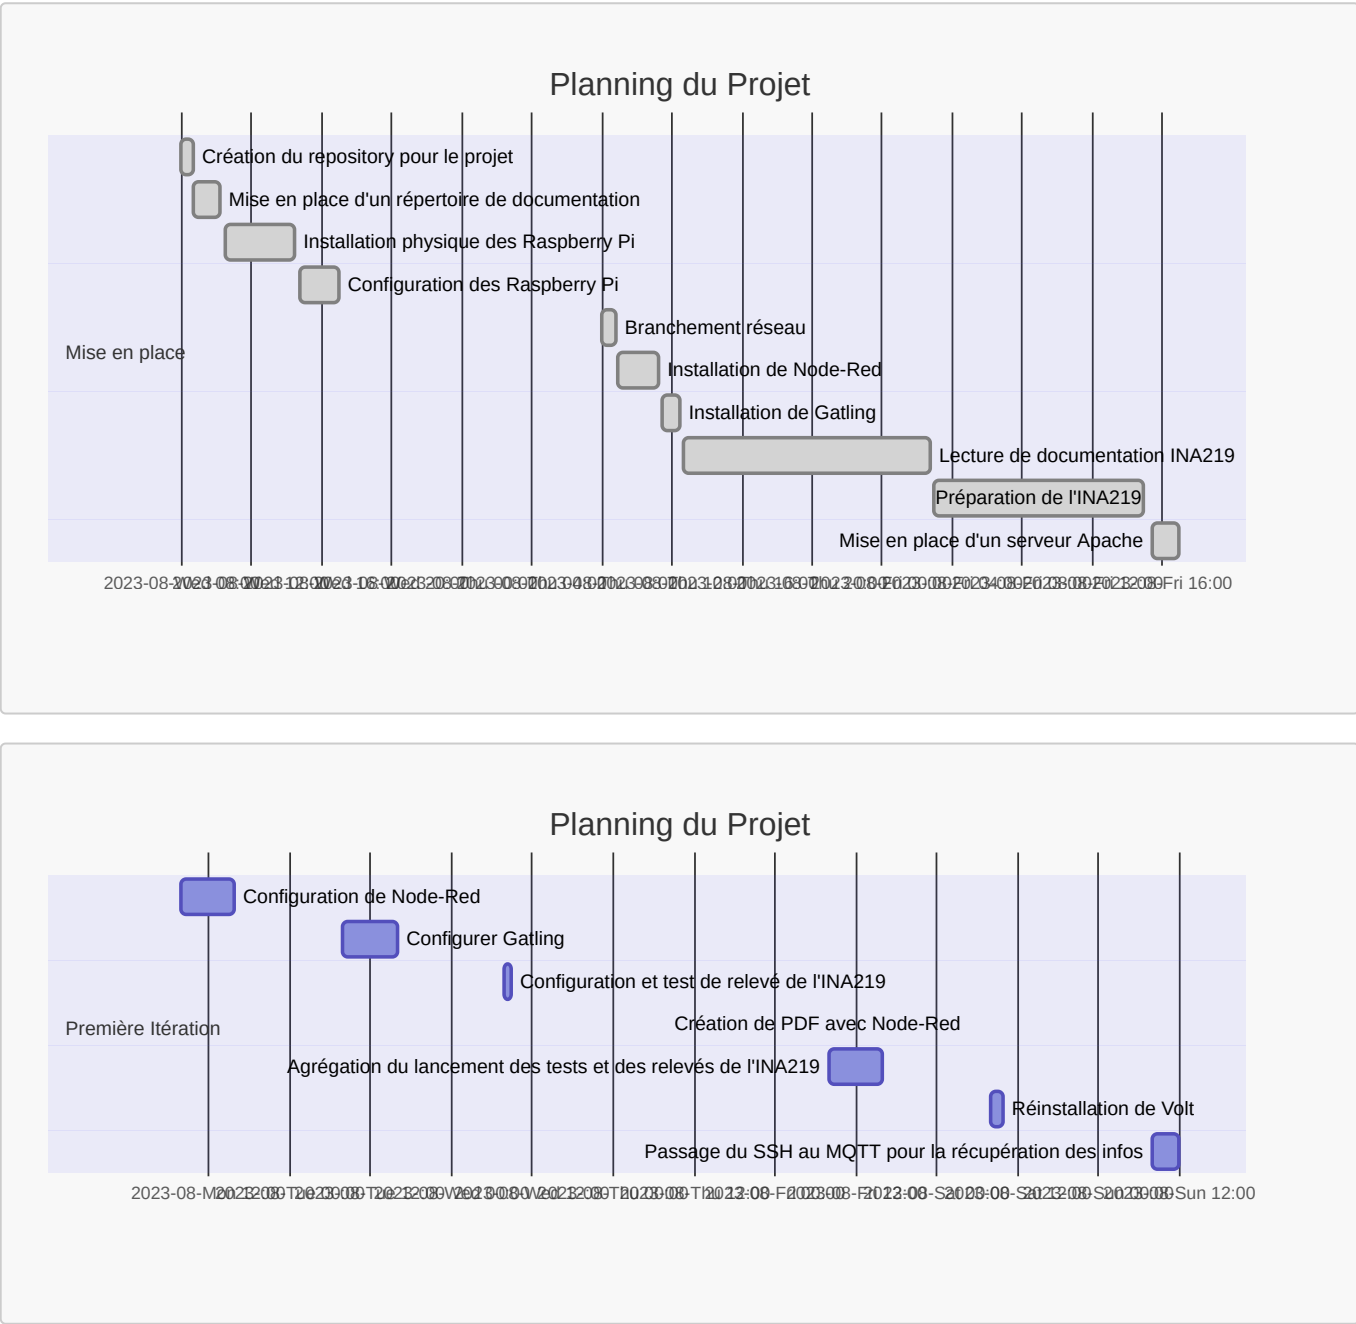 Planning du Projet
Création du repository pour le projet
Mise en place d'un répertoire de documentation
Installation physique des Raspberry Pi
Configuration des Raspberry Pi
Branchement réseau
Mise en place
Installation de Node-Red
Installation de Gatling
Lecture de documentation INA219
Préparation de l'INA219
Mise en place d'un serveur Apache
2023-08- Fri 16:00
Planning du Projet
Configuration de Node-Red
Configurer Gatling
Configuration et test de relevé de l'INA219
Création de PDF avec Node-Red
Première Itération
Agrégation du lancement des tests et des relevés de l'INA219
Réinstallation de Volt
Passage du SSH au MQTT pour la récupération des infos
2023-08-Mon Sun 12:00